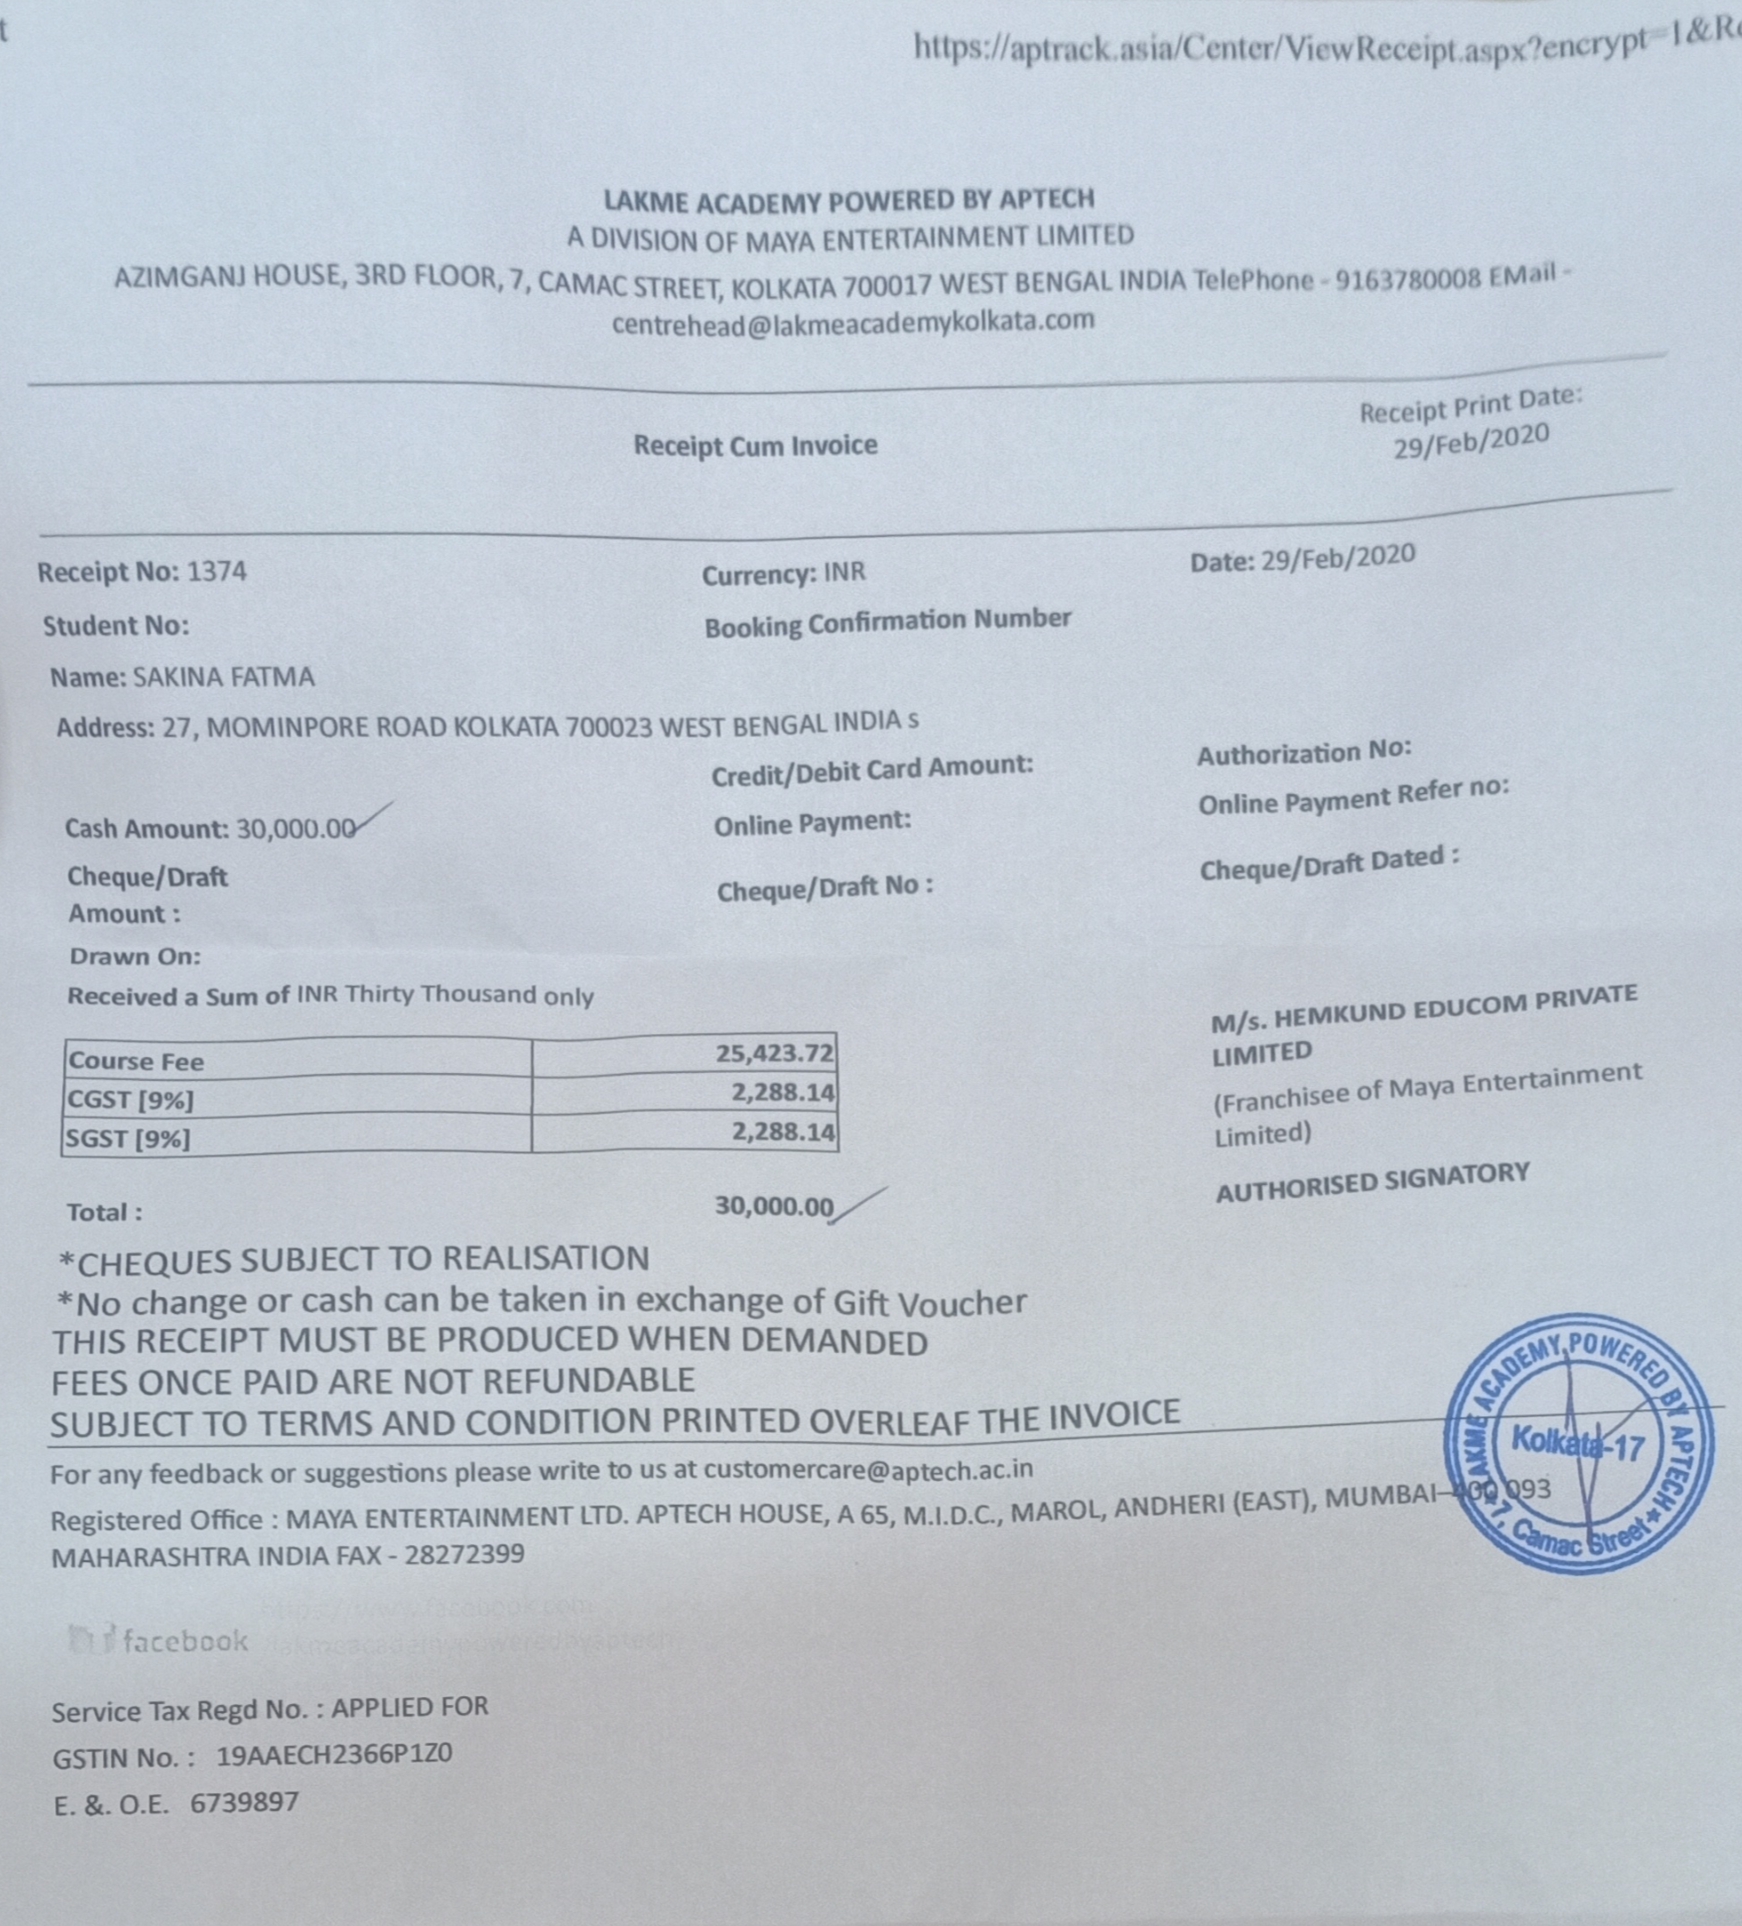 t
https://aptrack.asia/Center/ViewReceipt.aspx?encrypt=1&Re
LAKME ACADEMY POWERED BY APTECH
A DIVISION OF MAYA ENTERTAINMENT LIMITED
AZIMGANJ HOUSE, 3RD FLOOR, 7, CAMAC STREET, KOLKATA 700017 WEST BENGAL INDIA TelePhone - 9163780008 EMail -
centrehead@lakmeacademykolkata.com
Receipt Cum Invoice
Receipt Print Date:
29/Feb/2020
Receipt No: 1374 Currency: INR Date: 29/Feb/2020
Student No: Booking Confirmation Number
Name: SAKINA FATMA
Address: 27, MOMINPORE ROAD KOLKATA 700023 WEST BENGAL INDIA s
Credit/Debit Card Amount: Authorization No:
Cash Amount: 30,000.00 Online Payment: Online Payment Refer no:
Cheque/Draft
Amount : Cheque/Draft No : Cheque/Draft Dated :
Drawn On:
Received a Sum of INR Thirty Thousand only
Course Fee 25,423.72
CGST [9%] 2,288.14
SGST [9%] 2,288.14
Total : 30,000.00
M/s. HEMKUND EDUCOM PRIVATE
LIMITED
(Franchisee of Maya Entertainment
Limited)
AUTHORISED SIGNATORY
*CHEQUES SUBJECT TO REALISATION
*No change or cash can be taken in exchange of Gift Voucher
THIS RECEIPT MUST BE PRODUCED WHEN DEMANDED
FEES ONCE PAID ARE NOT REFUNDABLE
SUBJECT TO TERMS AND CONDITION PRINTED OVERLEAF THE INVOICE
For any feedback or suggestions please write to us at customercare@aptech.ac.in
Registered Office : MAYA ENTERTAINMENT LTD. APTECH HOUSE, A 65, M.I.D.C., MAROL, ANDHERI (EAST), MUMBAI-400 093
MAHARASHTRA INDIA FAX - 28272399
LAKME ACADEMY POWERED BY APTECH
Kolkata-17
★7, Camac Street★
facebook
Service Tax Regd No. : APPLIED FOR
GSTIN No. : 19AAECH2366P1Z0
E. &. O.E. 6739897